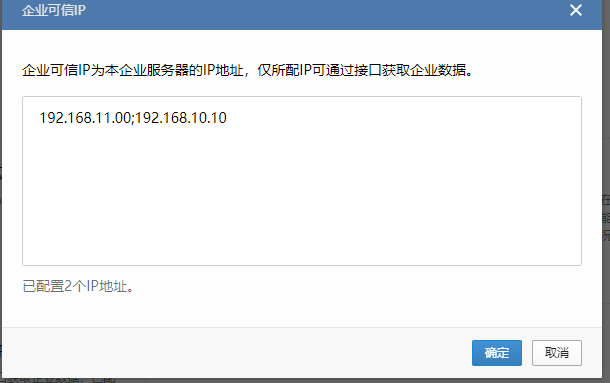 企业可信IP
企业可信IP为本企业服务器的IP地址，仅所配IP可通过接口获取企业数据。
192.168.11.00;192.168.10.10
已配置2个IP地址。
确定
取消